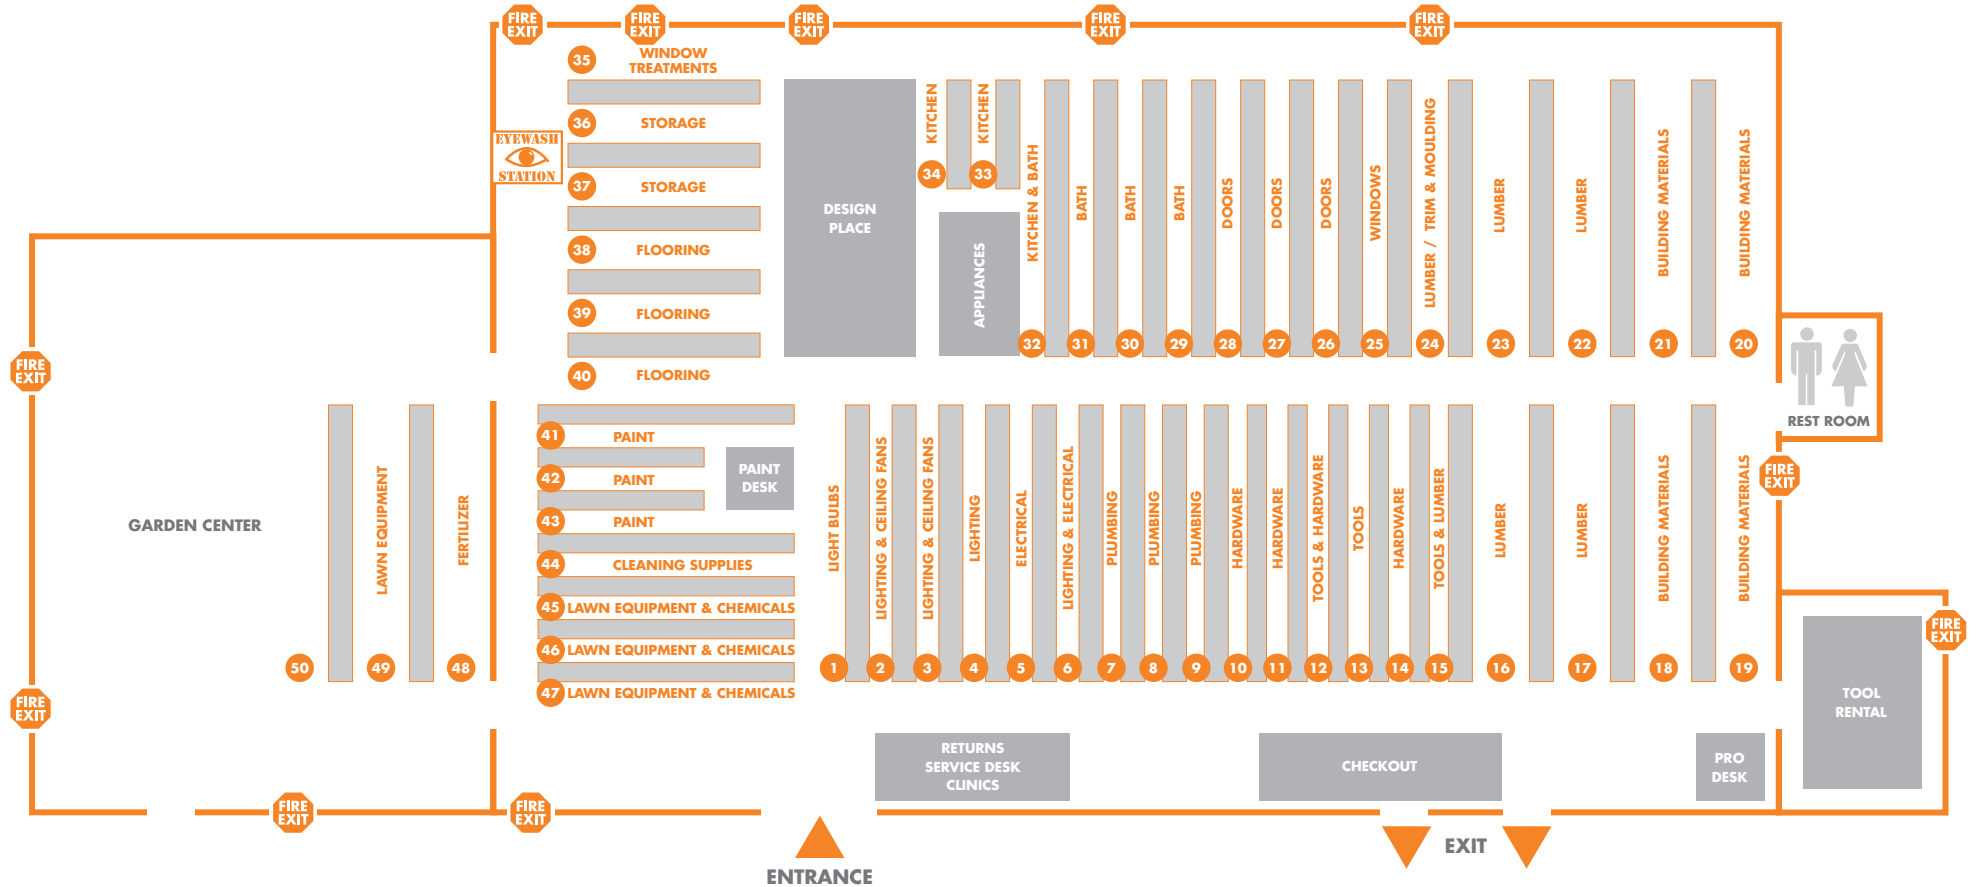 FIRE
EXIT
FIRE
EXIT
FIRE
EXIT
FIRE
EXIT
FIRE
EXIT
35 WINDOW
TREATMENTS
36 STORAGE
EYEWASH
STATION
37 STORAGE
38 FLOORING
39 FLOORING
40 FLOORING
DESIGN
PLACE
KITCHEN
34
KITCHEN
33
APPLIANCES
KITCHEN & BATH
32
BATH
31
BATH
30
BATH
29
DOORS
28
DOORS
27
DOORS
26
WINDOWS
25
LUMBER / TRIM & MOULDING
24
LUMBER
23
LUMBER
22
BUILDING MATERIALS
21
BUILDING MATERIALS
20
REST ROOM
FIRE
EXIT
FIRE
EXIT
GARDEN CENTER
50
LAWN EQUIPMENT
49
FERTILIZER
48
41 PAINT
42 PAINT
43 PAINT
PAINT
DESK
44 CLEANING SUPPLIES
45 LAWN EQUIPMENT & CHEMICALS
46 LAWN EQUIPMENT & CHEMICALS
47 LAWN EQUIPMENT & CHEMICALS
LIGHT BULBS
1
LIGHTING & CEILING FANS
2
LIGHTING & CEILING FANS
3
LIGHTING
4
ELECTRICAL
5
LIGHTING & ELECTRICAL
6
PLUMBING
7
PLUMBING
8
PLUMBING
9
HARDWARE
10
HARDWARE
11
TOOLS & HARDWARE
12
TOOLS
13
HARDWARE
14
TOOLS & LUMBER
15
LUMBER
16
LUMBER
17
BUILDING MATERIALS
18
BUILDING MATERIALS
19
FIRE
EXIT
TOOL
RENTAL
FIRE
EXIT
RETURNS
SERVICE DESK
CLINICS
CHECKOUT
PRO
DESK
FIRE
EXIT
FIRE
EXIT
ENTRANCE
EXIT